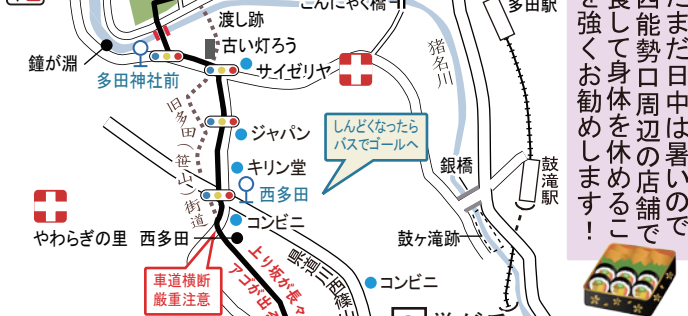 こんにゃく橋
多田駅
渡し跡
古い灯ろう
鐘が淵
多田神社前
サイゼリヤ
猪名川
旧多田（笹山）街道
ジャパン
しんどくなったら
バスでゴールへ
キリン堂
西多田
銀橋
鼓滝駅
やわらぎの里
西多田
コンビニ
鼓ヶ滝跡
車道横断
厳重注意
上り坂が長々
アゴが出る
県道川西篠
コンビニ
だまだ日中は暑いので
西能勢口周辺の店舗で
食して身体を休めるこ
を強くお勧めします！